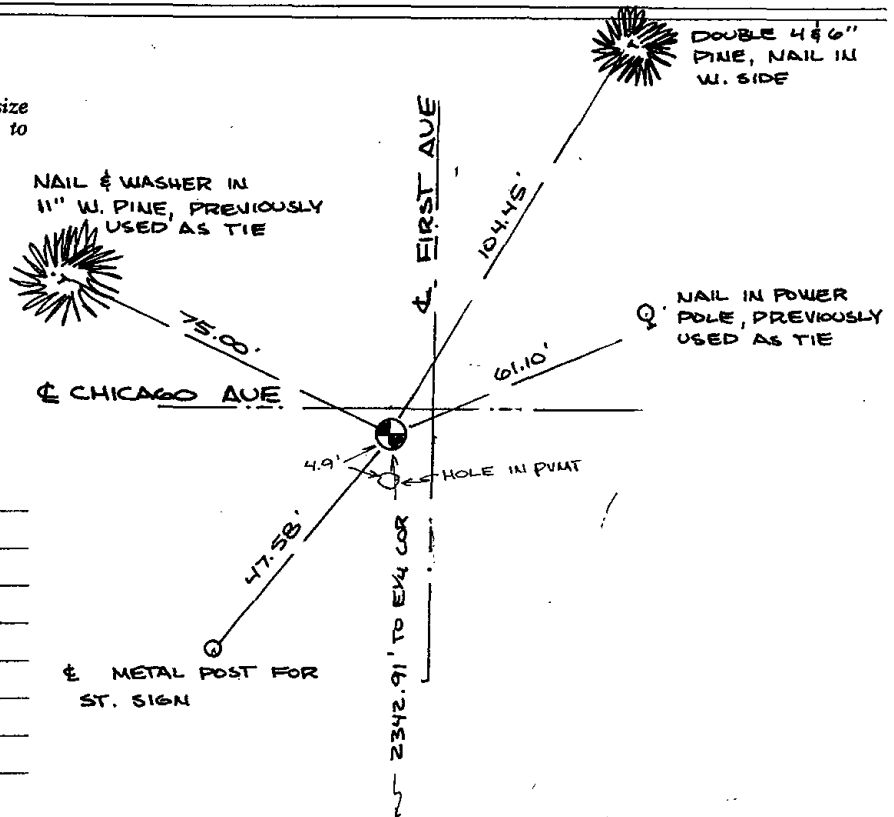 size
to
DOUBLE 4 & 6"
PINE, NAIL IN
W. SIDE
NAIL & WASHER IN
11" W. PINE, PREVIOUSLY
USED AS TIE
℄ FIRST AVE
104.45'
75.00'
NAIL IN POWER
POLE, PREVIOUSLY
USED AS TIE
61.10'
℄ CHICAGO AVE
4.9'
HOLE IN PVMT
47.58'
2342.91' TO E1/4 COR
℄ METAL POST FOR
ST. SIGN